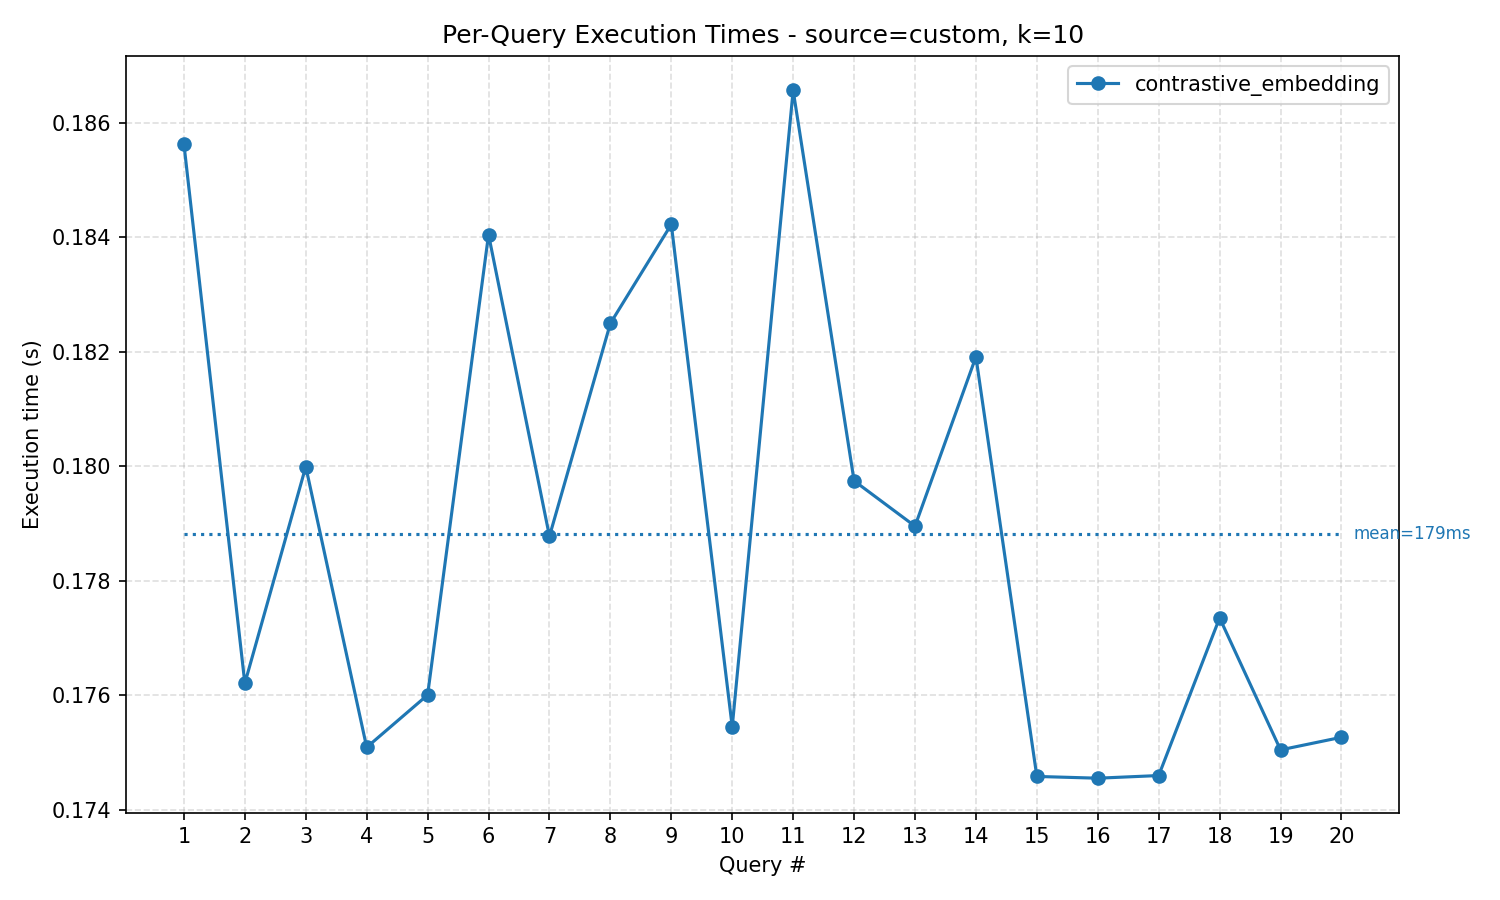 Per-Query Execution Times - source=custom, k=10
contrastive_embedding
Execution time (s)
0.186
0.184
0.182
0.180
0.178
0.176
0.174
mean=179ms
1 2 3 4 5 6 7 8 9 10 11 12 13 14 15 16 17 18 19 20
Query #